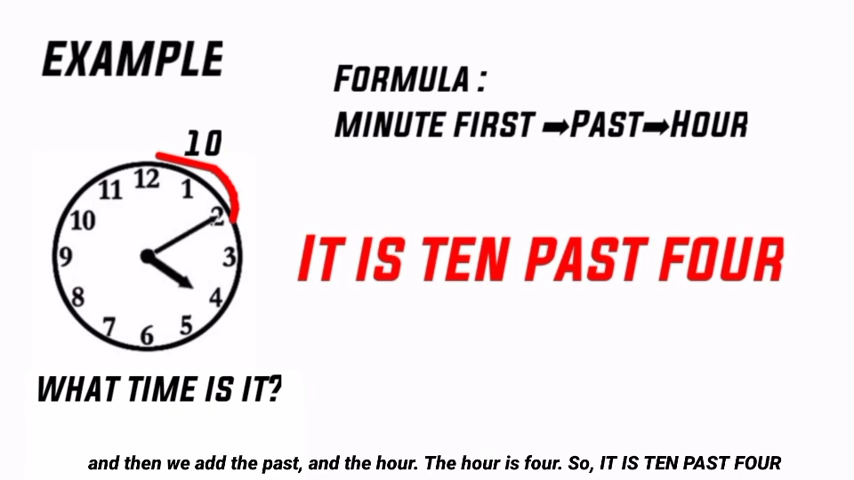 EXAMPLE
FORMULA :
MINUTE FIRST ➡PAST➡HOUR
10
12
11
1
10
2
9
3
8
4
7
5
6
IT IS TEN PAST FOUR
WHAT TIME IS IT?
and then we add the past, and the hour. The hour is four. So, IT IS TEN PAST FOUR